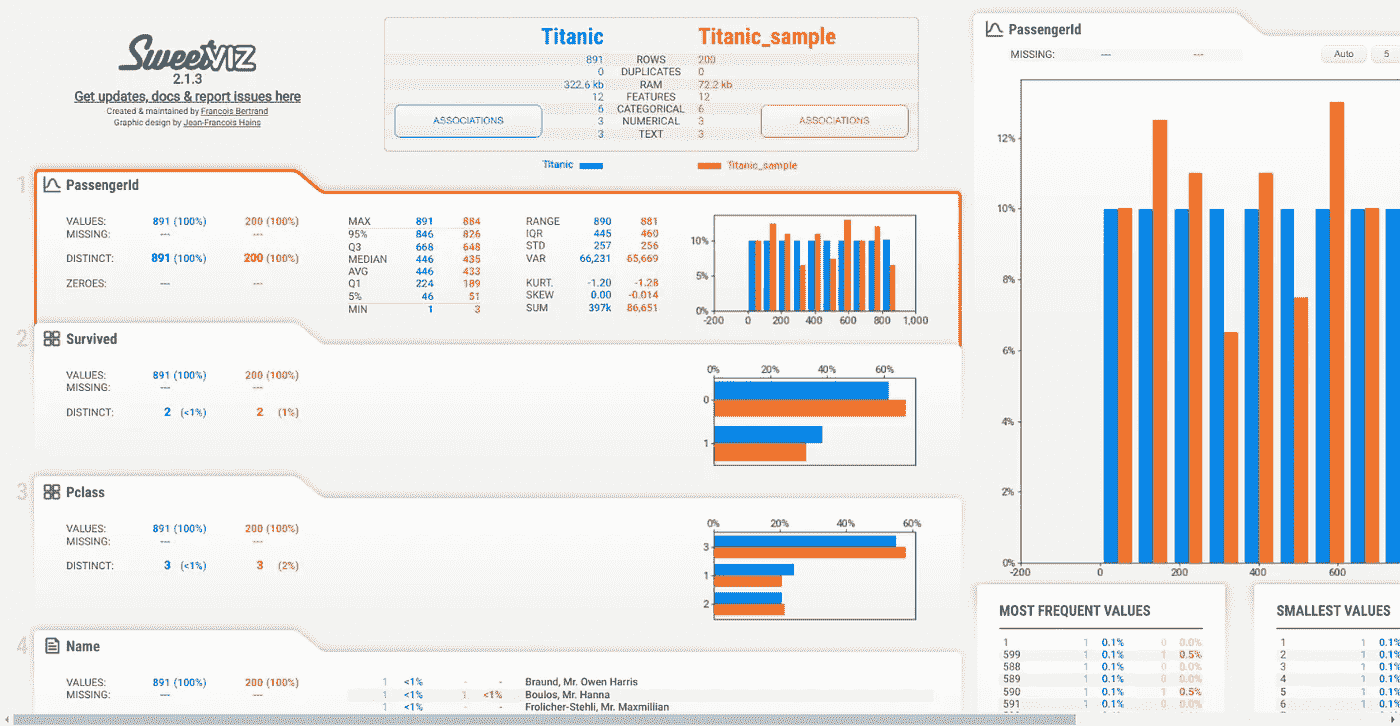 SweetVIZ
2.1.3
Get updates, docs & report issues here
Created & maintained by Francois Bertrand
Graphic design by Jean-Francois Hains
Titanic Titanic_sample
891 ROWS 200
0 DUPLICATES 0
322.6 kb RAM 72.2 kb
12 FEATURES 12
6 CATEGORICAL 6
3 NUMERICAL 3
3 TEXT 3
ASSOCIATIONS
ASSOCIATIONS
Titanic Titanic_sample
1 PassengerId
VALUES: 891 (100%) 200 (100%)
MISSING: --- ---
DISTINCT: 891 (100%) 200 (100%)
ZEROES: --- ---
MAX 891 884
95% 846 826
Q3 668 648
MEDIAN 446 435
AVG 446 433
Q1 224 189
5% 46 51
MIN 1 3
RANGE 890 881
IQR 445 460
STD 257 256
VAR 66,231 65,669
KURT. -1.20 -1.28
SKEW 0.00 -0.014
SUM 397k 86,651
10%
5%
0%
-200 0 200 400 600 800 1,000
2 Survived
VALUES: 891 (100%) 200 (100%)
MISSING: --- ---
DISTINCT: 2 (<1%) 2 (1%)
0% 20% 40% 60%
0
1
3 Pclass
VALUES: 891 (100%) 200 (100%)
MISSING: --- ---
DISTINCT: 3 (<1%) 3 (2%)
0% 20% 40% 60%
3
1
2
4 Name
VALUES: 891 (100%) 200 (100%)
MISSING: --- ---
1 <1% - - Braund, Mr. Owen Harris
1 <1% 1 <1% Boulos, Mr. Hanna
1 <1% - - Frolicher-Stehli, Mr. Maxmillian
PassengerId
MISSING: --- ---
Auto 5
12%
10%
8%
6%
4%
2%
0%
-200 0 200 400 600
MOST FREQUENT VALUES
1 1 0.1% 0 0.0%
599 1 0.1% 1 0.5%
588 1 0.1% 0 0.0%
589 1 0.1% 0 0.0%
590 1 0.1% 1 0.5%
591 1 0.1% 0 0.0%
SMALLEST VALUES
1 1 0.1%
2 1 0.1%
3 1 0.1%
4 1 0.1%
5 1 0.1%
6 1 0.1%